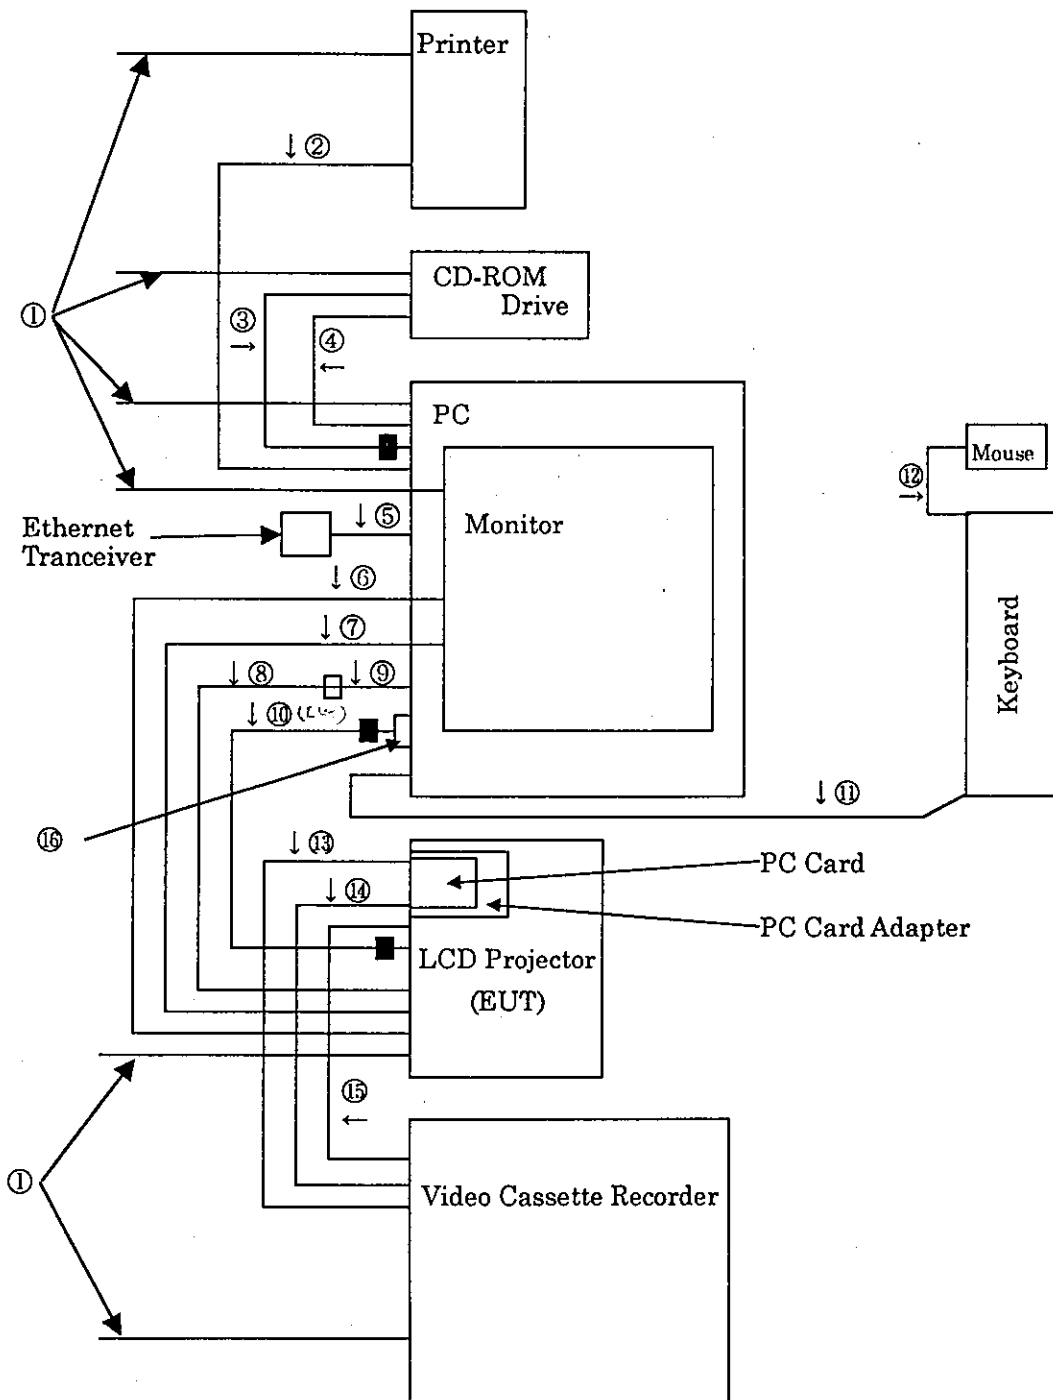 Printer
↓②
CD-ROM
Drive
①
③
→
④
←
PC
Mouse
⑫
→
Ethernet
Tranceiver
↓⑤
Monitor
↓⑥
↓⑦
↓⑧
↓⑨
↓⑩
Keyboard
↓⑪
⑯
↓⑬
PC Card
↓⑭
PC Card Adapter
LCD Projector
(EUT)
⑮
←
①
Video Cassette Recorder